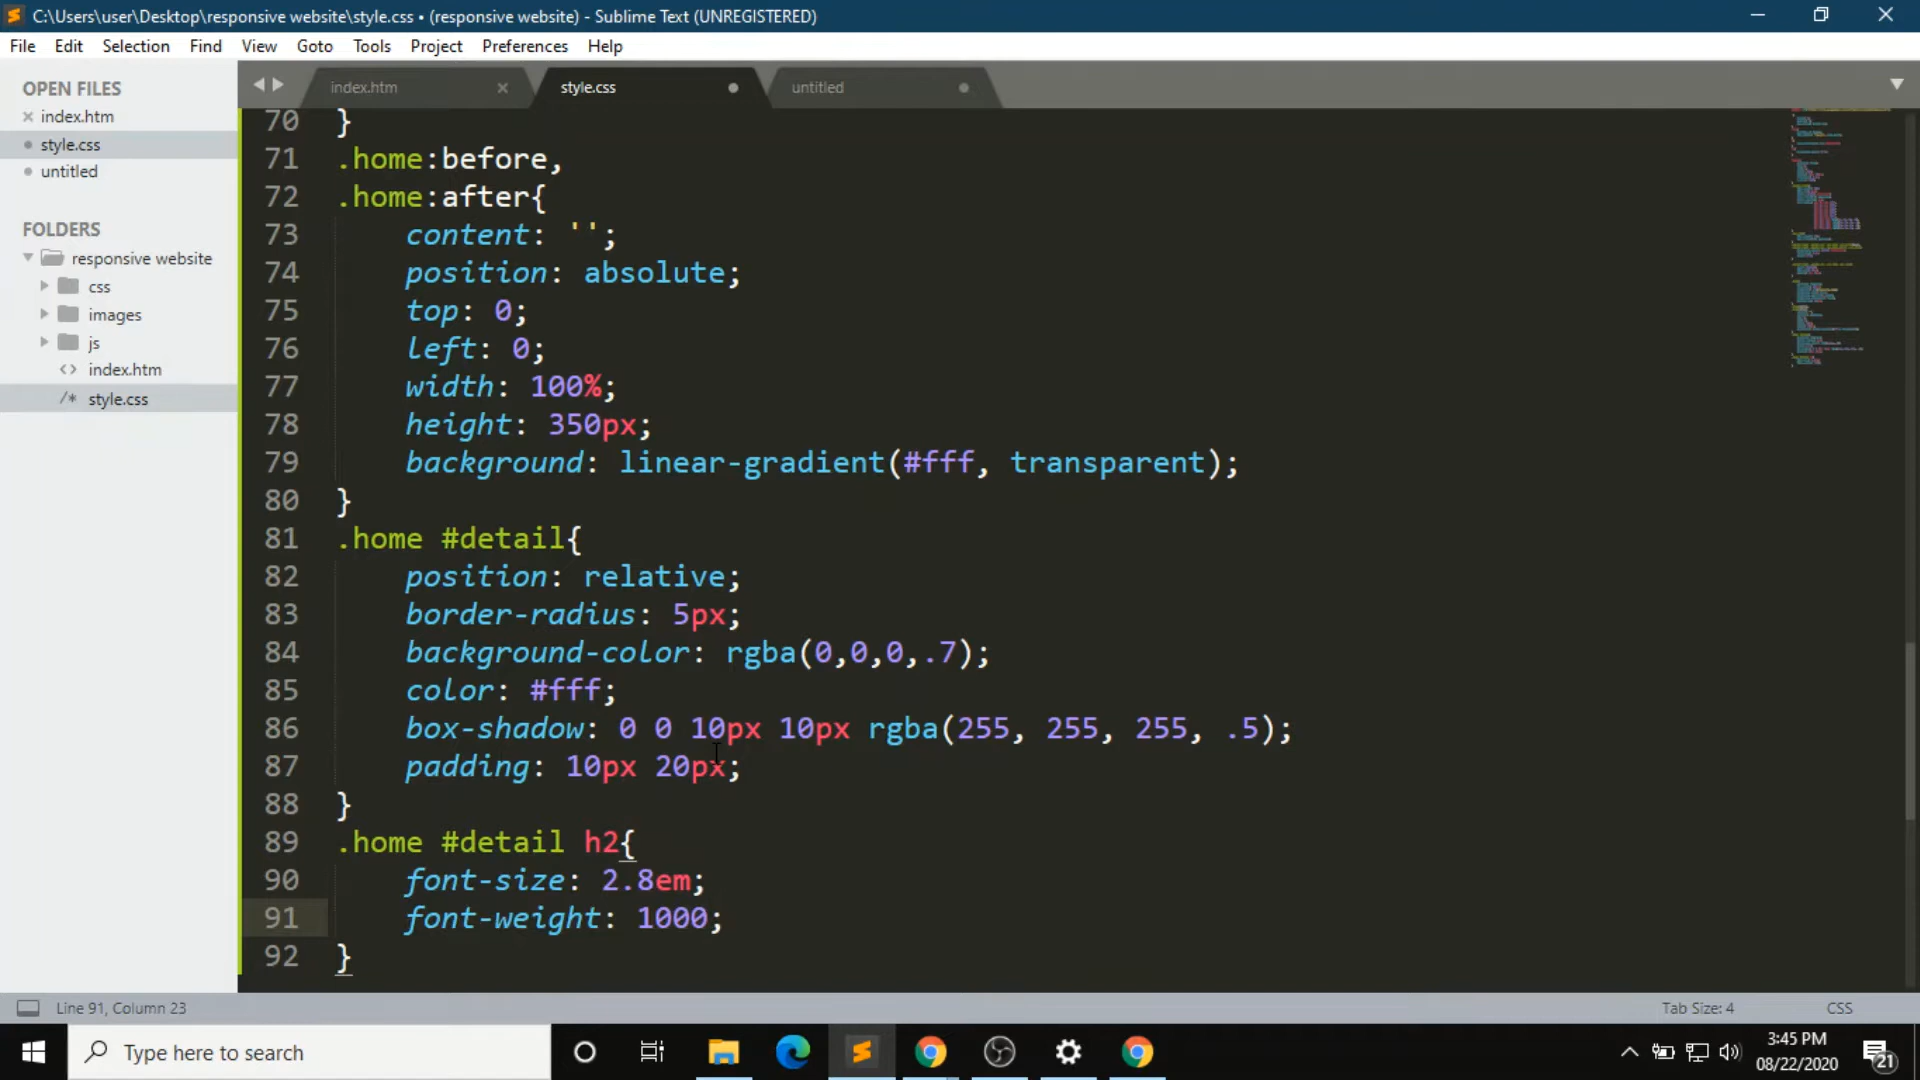 C:\Users\user\Desktop\responsive website\style.css • (responsive website) - Sublime Text (UNREGISTERED)
File Edit Selection Find View Goto Tools Project Preferences Help
OPEN FILES
index.htm
style.css
untitled
FOLDERS
responsive website
css
images
js
index.htm
style.css
index.htm style.css untitled
70 }
71 .home:before,
72 .home:after{
73 content: '';
74 position: absolute;
75 top: 0;
76 left: 0;
77 width: 100%;
78 height: 350px;
79 background: linear-gradient(#fff, transparent);
80 }
81 .home #detail{
82 position: relative;
83 border-radius: 5px;
84 background-color: rgba(0,0,0,.7);
85 color: #fff;
86 box-shadow: 0 0 10px 10px rgba(255, 255, 255, .5);
87 padding: 10px 20px;
88 }
89 .home #detail h2{
90 font-size: 2.8em;
91 font-weight: 1000;
92 }
Line 91, Column 23 Tab Size: 4 CSS
Type here to search
3:45 PM
08/22/2020
21